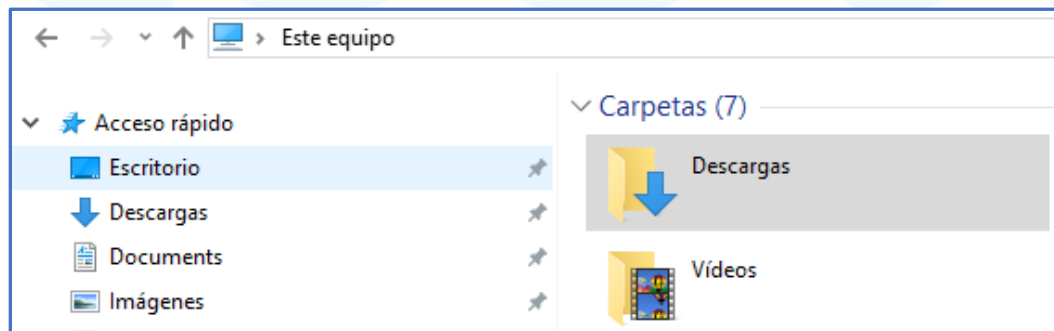 Este equipo
Acceso rápido
Escritorio
Descargas
Documents
Imágenes
Carpetas (7)
Descargas
Vídeos